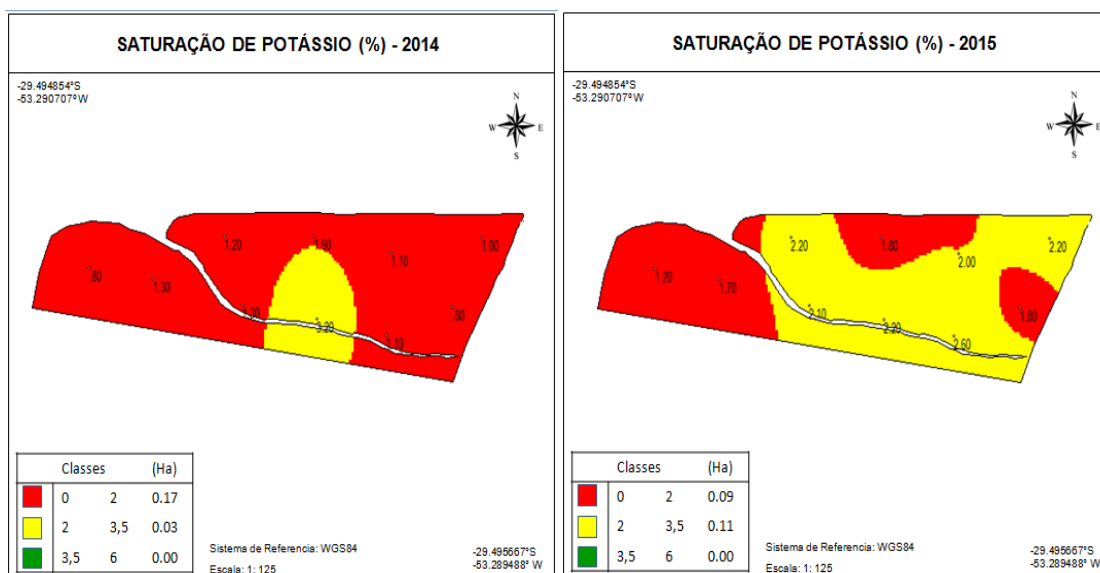 SATURAÇÃO DE POTÁSSIO (%) - 2014
-29.494854°S
-53.290707°W
N
W E
S
1.20
1.90
1.00
1.10
.80
1.30
1.30
.80
3.20
1.10
Classes (Ha)
0 2 0.17
2 3,5 0.03
3,5 6 0.00
Sistema de Referencia: WGS84
Escala: 1: 125
-29.495667°S
-53.289488° W
SATURAÇÃO DE POTÁSSIO (%) - 2015
-29.494854°S
-53.290707°W
N
W E
S
2.20
1.80
2.20
2.00
1.20
1.70
2.10
1.80
2.20
2.60
Classes (Ha)
0 2 0.09
2 3,5 0.11
3,5 6 0.00
Sistema de Referencia: WGS84
Escala: 1: 125
-29.495667°S
-53.289488° W